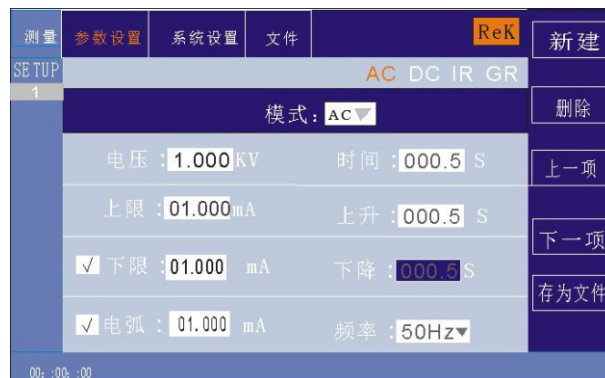 测量 参数设置 系统设置 文件 ReK 新建
SETUP AC DC IR GR
1
模式：AC 删除
电压：1.000KV 时间：000.5 S 上一项
上限：01.000mA 上升：000.5 S
√ 下限：01.000 mA 下降：000.5S 下一项
√ 电弧：01.000 mA 频率：50Hz 存为文件
00: :00: :00